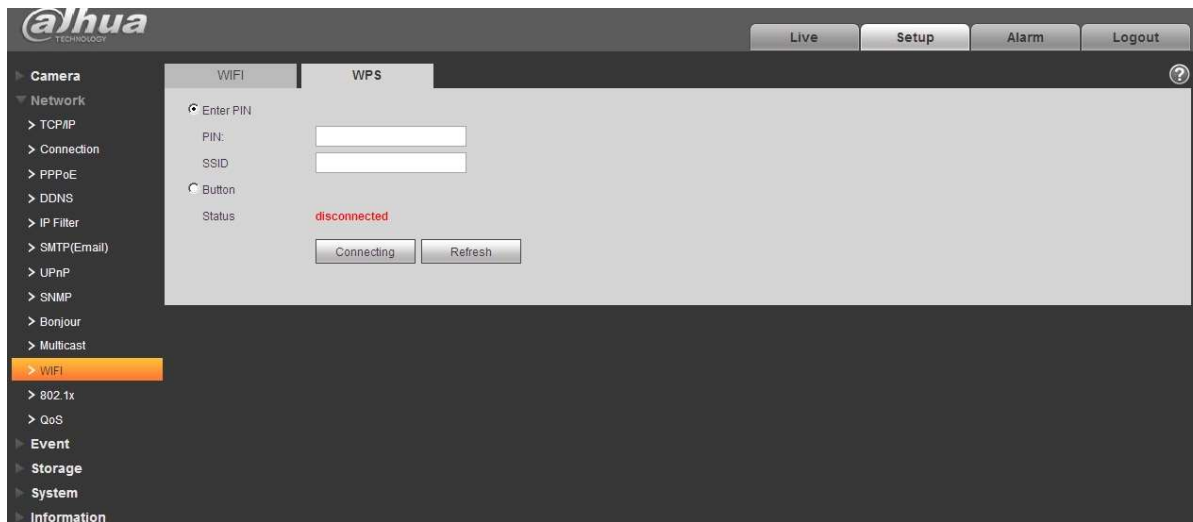 alhua
TECHNOLOGY
Live Setup Alarm Logout
Camera
Network
> TCP/IP
> Connection
> PPPoE
> DDNS
> IP Filter
> SMTP(Email)
> UPnP
> SNMP
> Bonjour
> Multicast
> WIFI
> 802.1x
> QoS
Event
Storage
System
Information
WIFI WPS
?
Enter PIN
PIN:
SSID
Button
Status disconnected
Connecting Refresh